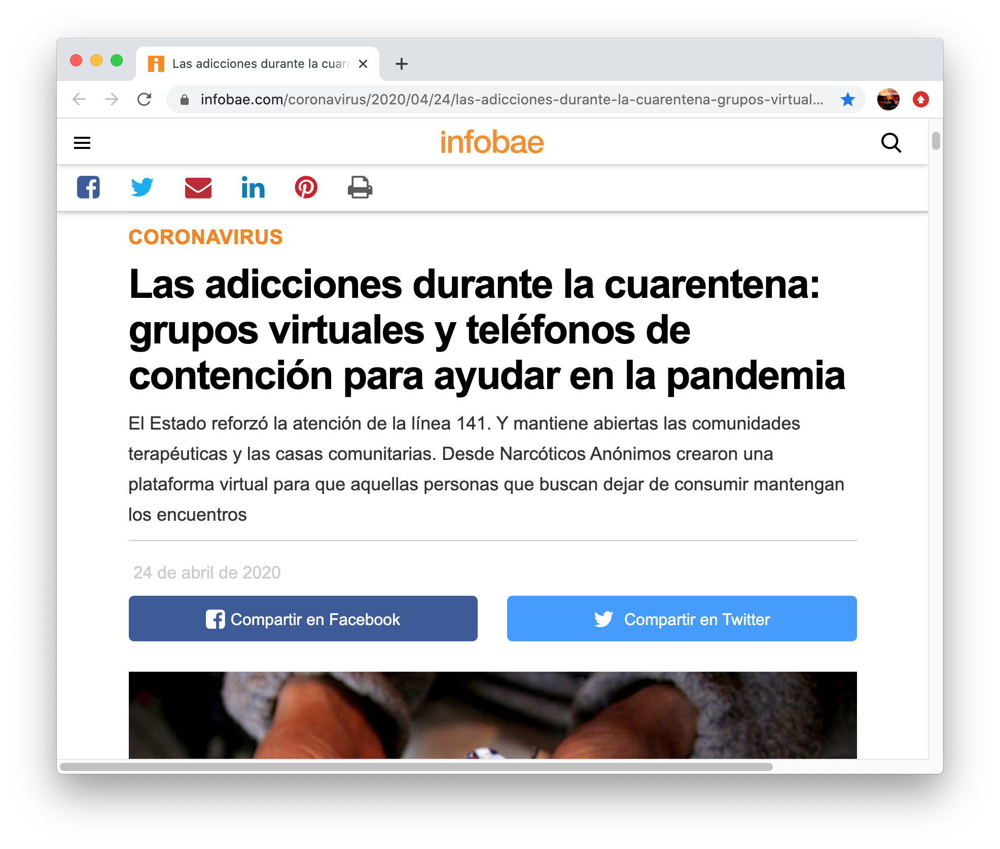 Las adicciones durante la cuare
infobae.com/coronavirus/2020/04/24/las-adicciones-durante-la-cuarentena-grupos-virtual...
infobae
CORONAVIRUS
Las adicciones durante la cuarentena:
grupos virtuales y teléfonos de
contención para ayudar en la pandemia
El Estado reforzó la atención de la línea 141. Y mantiene abiertas las comunidades
terapéuticas y las casas comunitarias. Desde Narcóticos Anónimos crearon una
plataforma virtual para que aquellas personas que buscan dejar de consumir mantengan
los encuentros
24 de abril de 2020
Compartir en Facebook
Compartir en Twitter